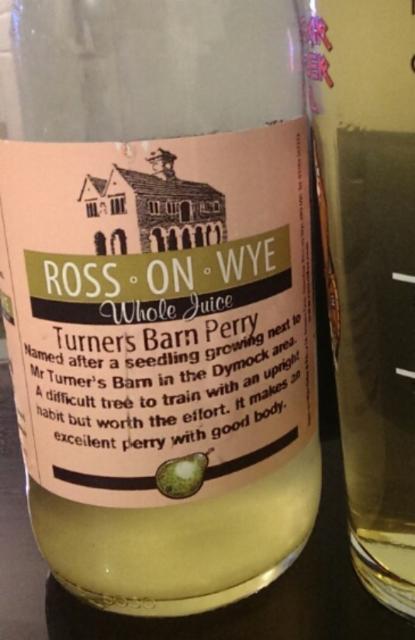 ROSS · ON · WYE
Whole Juice
Turners Barn Perry
Named after a seedling growing next to
Mr Turner's Barn in the Dymock area.
A difficult tree to train with an upright
habit but worth the effort. It makes an
excellent perry with good body.